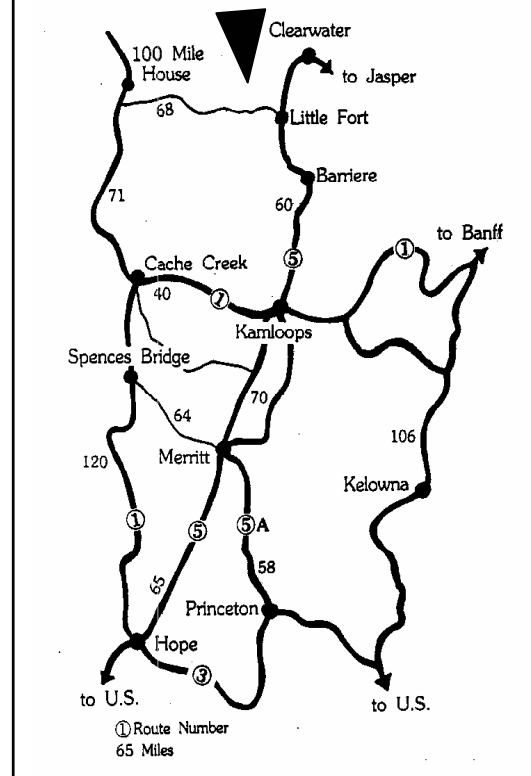 Clearwater
100 Mile
House
to Jasper
68
Little Fort
Barriere
71
60
to Banff
1
5
Cache Creek
40
1
Kamloops
Spences Bridge
70
64
106
Merritt
120
Kelowna
1
5
5 A
58
65
Princeton
Hope
3
to U.S.
to U.S.
1 Route Number
65 Miles